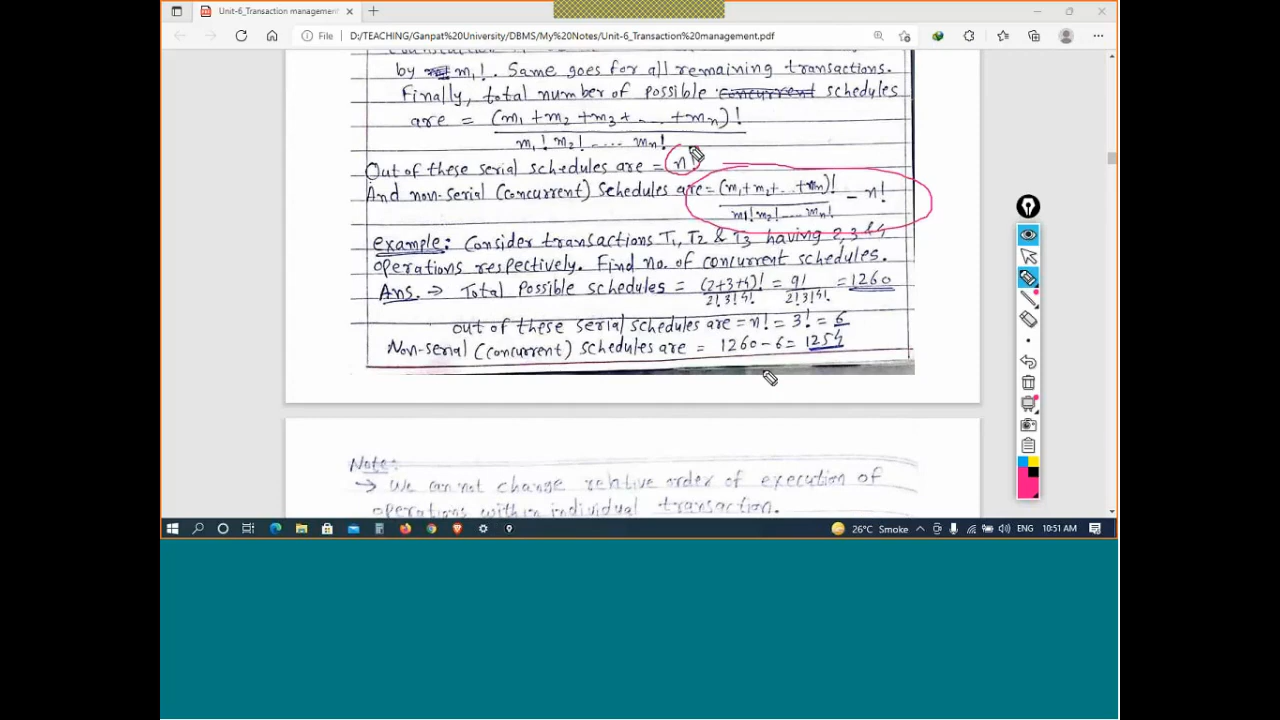 Unit-6_Transaction management
File
D:/TEACHING/Ganpat%20University/DBMS/My%20Notes/Unit-6_Transaction%20management.pdf
by m₁!. Same goes for all remaining transactions.
Finally, total number of possible concurrent schedules
are = (m₁ + m₂ + m₃ + ... + mₙ)!
m₁! m₂! .... mₙ!
Out of these serial schedules are = n!
And non-serial (concurrent) schedules are = (m₁ + m₂ + ... + mₙ)! - n!
m₁! m₂! .... mₙ!
Example: Consider transactions T₁, T₂ & T₃ having 2, 3 & 4
operations respectively. Find no. of concurrent schedules.
Ans. → Total possible schedules = (2+3+4)! = 9! = 1260
2! 3! 4! 2! 3! 4!
out of these serial schedules are = n! = 3! = 6
Non-serial (concurrent) schedules are = 1260 - 6 = 1254
Note:
→ We can not change relative order of execution of
operations within individual transaction.
26°C Smoke ENG 10:51 AM